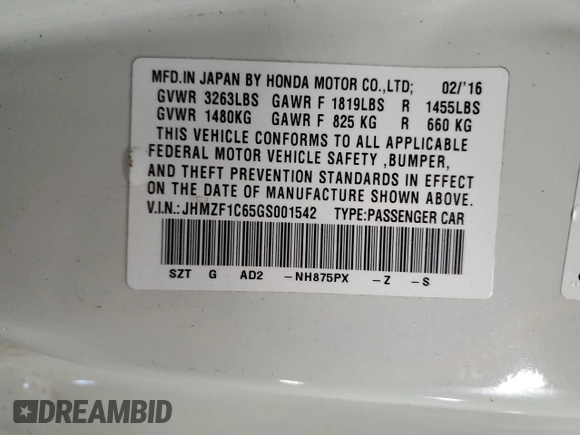 MFD.IN JAPAN BY HONDA MOTOR CO.,LTD; 02/'16
GVWR 3263LBS GAWR F 1819LBS R 1455LBS
GVWR 1480KG GAWR F 825 KG R 660 KG
THIS VEHICLE CONFORMS TO ALL APPLICABLE
FEDERAL MOTOR VEHICLE SAFETY ,BUMPER,
AND THEFT PREVENTION STANDARDS IN EFFECT
ON THE DATE OF MANUFACTURE SHOWN ABOVE.
V.I.N.:JHMZF1C65GS001542 TYPE:PASSENGER CAR
SZT G AD2 –NH875PX –Z –S
DREAMBID